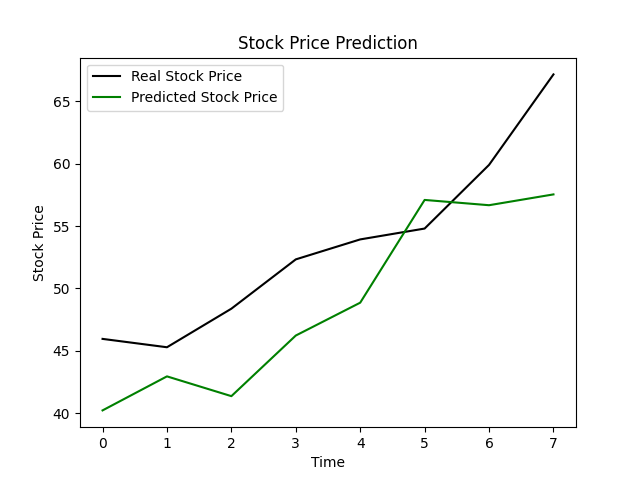 Stock Price Prediction
Real Stock Price
Predicted Stock Price
65
60
55
50
45
40
Stock Price
0 1 2 3 4 5 6 7
Time